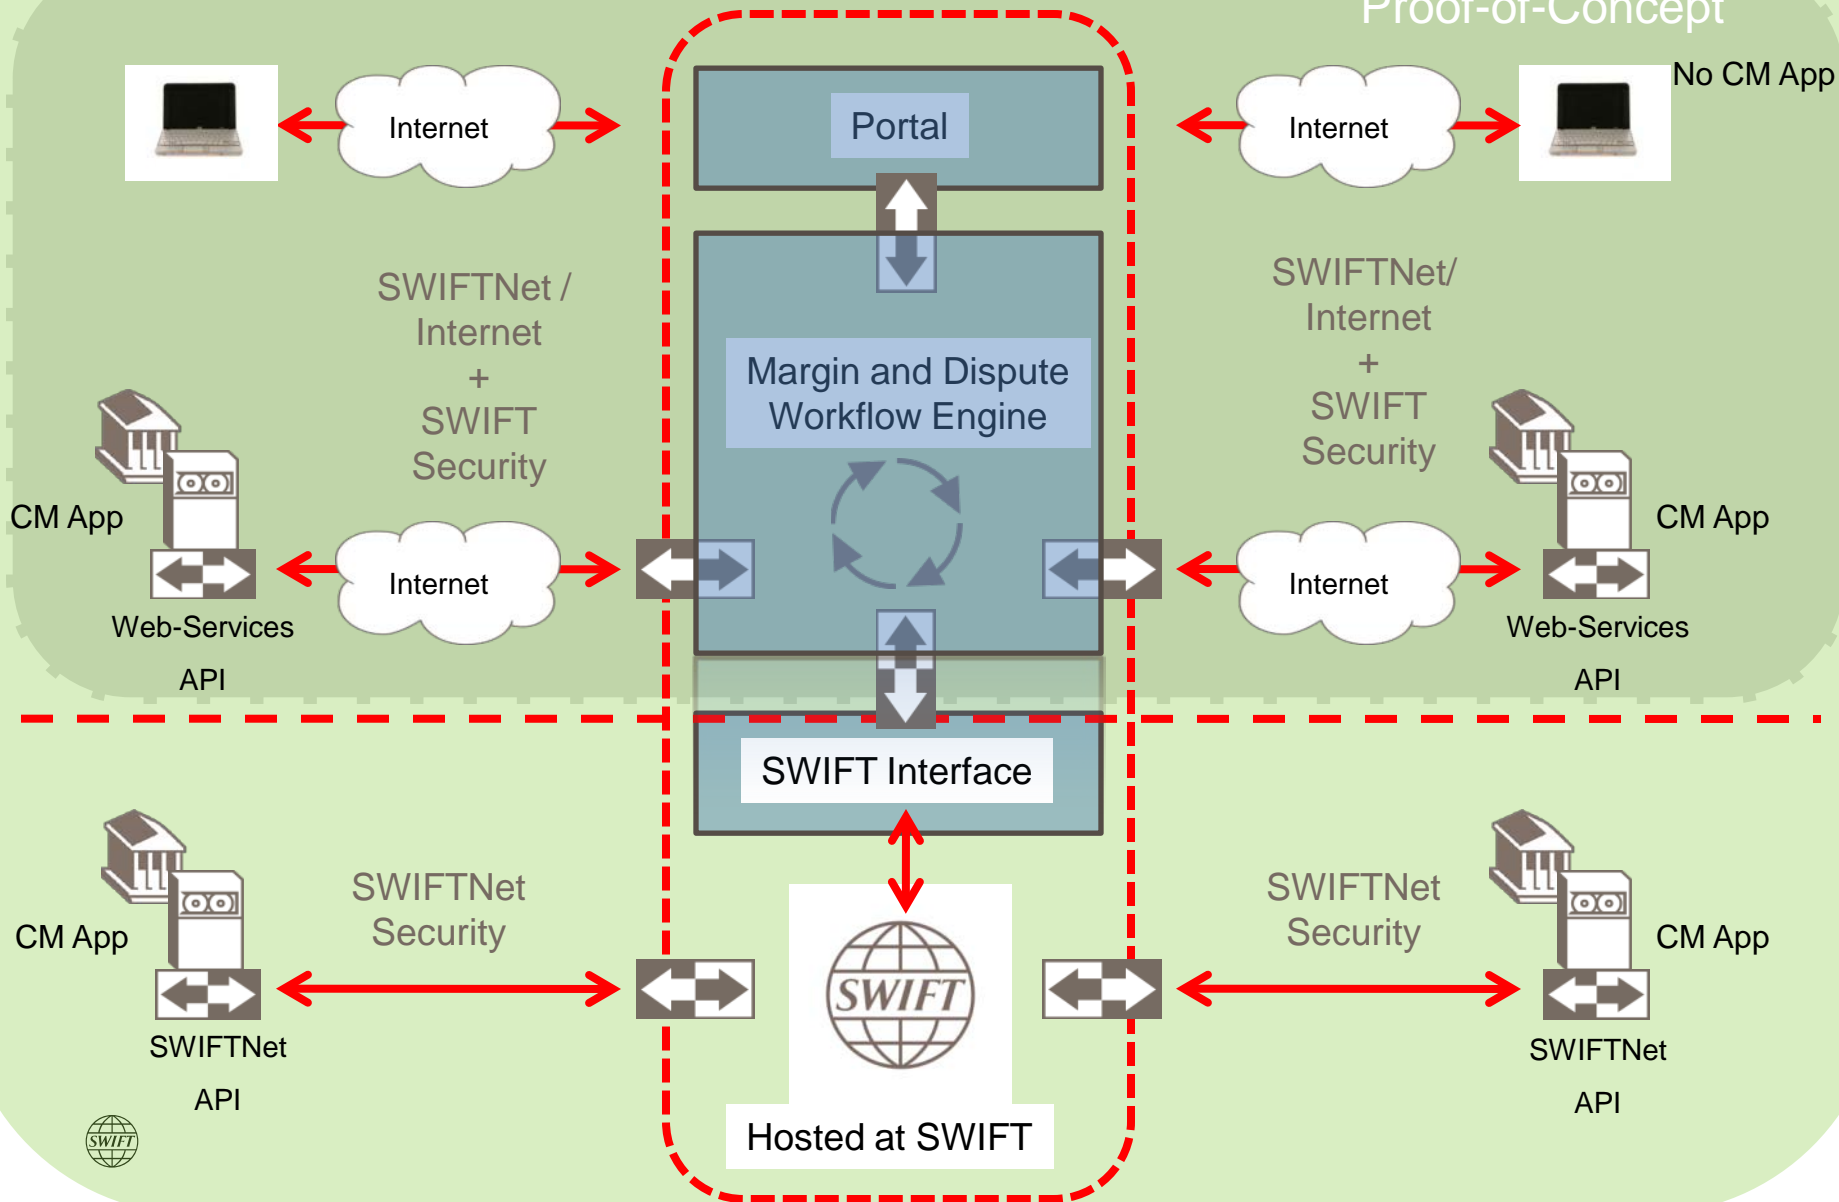 Proof-of-Concept
No CM App
Internet
Portal
Internet
SWIFTNet /
Internet
+
SWIFT
Security
Margin and Dispute
Workflow Engine
SWIFTNet/
Internet
+
SWIFT
Security
CM App
Internet
Web-Services
API
CM App
Internet
Web-Services
API
SWIFT Interface
CM App
SWIFTNet
Security
SWIFTNet
API
SWIFT
Hosted at SWIFT
SWIFTNet
Security
CM App
SWIFTNet
API
SWIFT